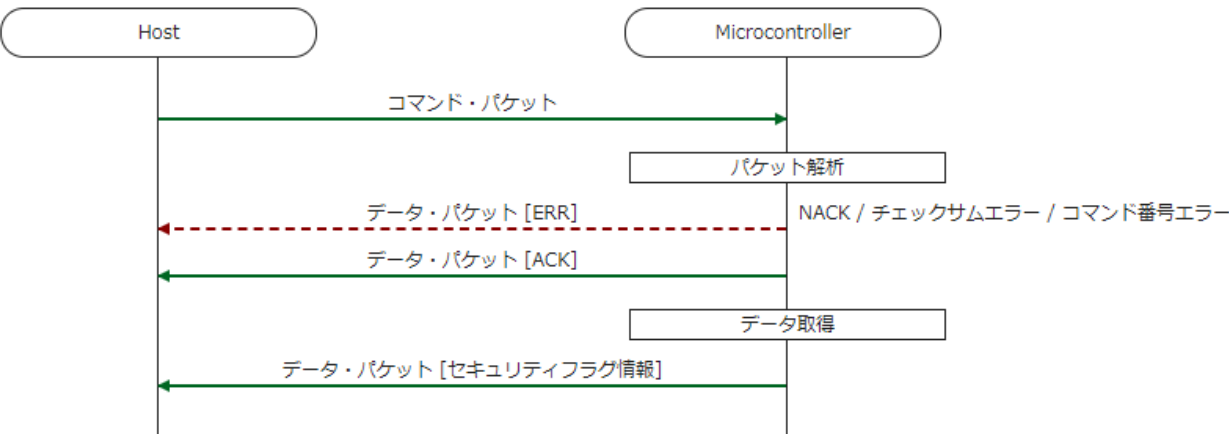 Host
Microcontroller
コマンド・パケット
パケット解析
データ・パケット [ERR]
NACK / チェックサムエラー / コマンド番号エラー
データ・パケット [ACK]
データ取得
データ・パケット [セキュリティフラグ情報]